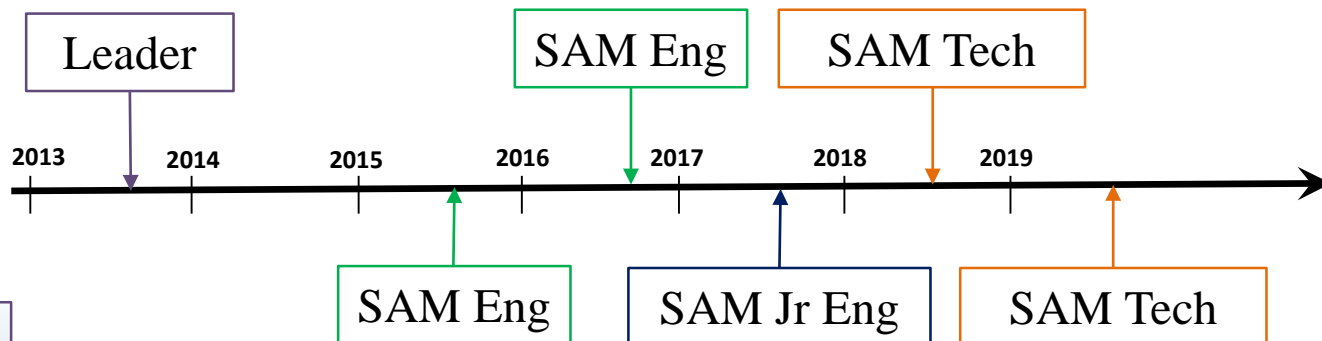 Leader
SAM Eng
SAM Tech
2013
2014
2015
2016
2017
2018
2019
SAM Eng
SAM Jr Eng
SAM Tech